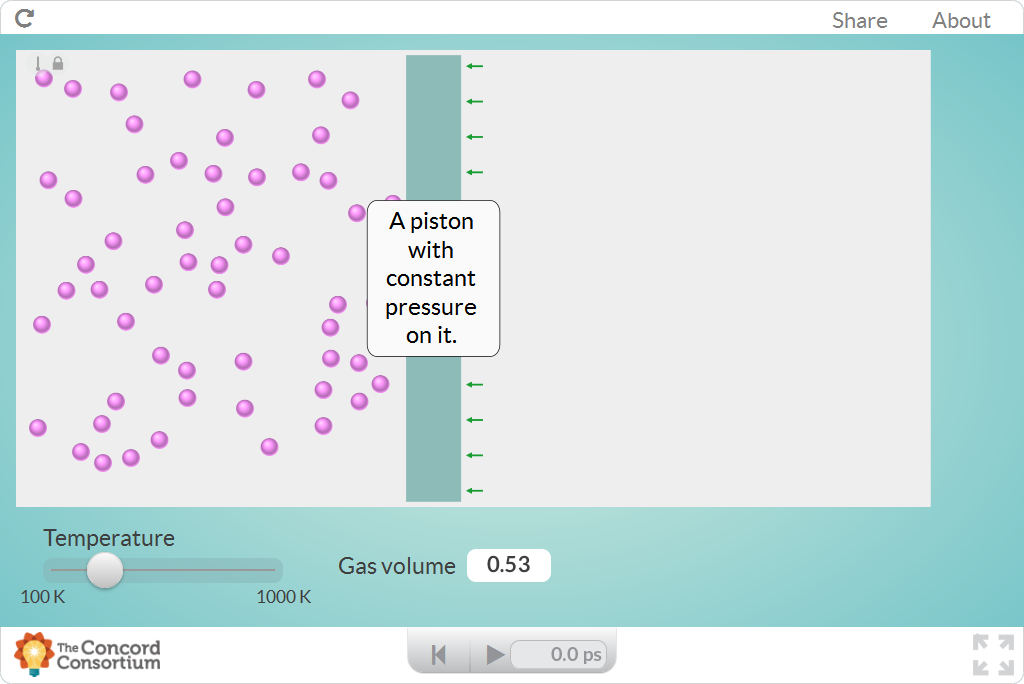 Share
About
A piston
with
constant
pressure
on it.
Temperature
100 K
1000 K
Gas volume
0.53
The Concord
Consortium
0.0 ps